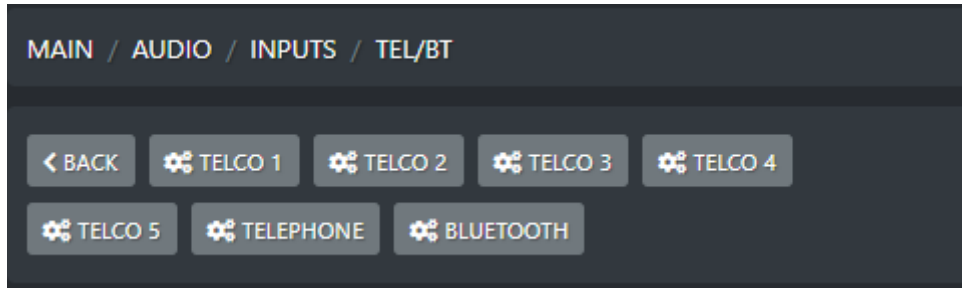 MAIN / AUDIO / INPUTS / TEL/BT
BACK TELCO 1 TELCO 2 TELCO 3 TELCO 4
TELCO 5 TELEPHONE BLUETOOTH